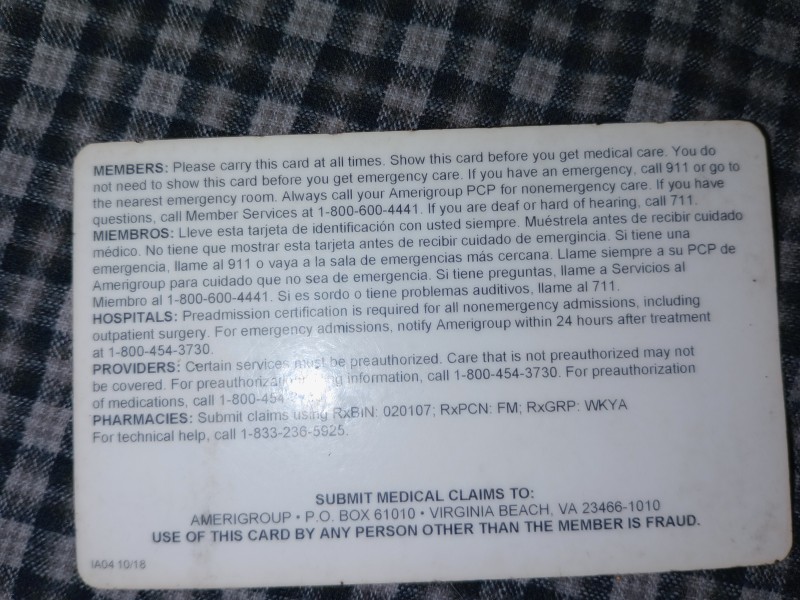 MEMBERS: Please carry this card at all times. Show this card before you get medical care. You do
not need to show this card before you get emergency care. If you have an emergency, call 911 or go to
the nearest emergency room. Always call your Amerigroup PCP for nonemergency care. If you have
questions, call Member Services at 1-800-600-4441. If you are deaf or hard of hearing, call 711.
MIEMBROS: Lleve esta tarjeta de identificación con usted siempre. Muéstrela antes de recibir cuidado
médico. No tiene que mostrar esta tarjeta antes de recibir cuidado de emergincia. Si tiene una
emergencia, llame al 911 o vaya a la sala de emergencias más cercana. Llame siempre a su PCP de
Amerigroup para cuidado que no sea de emergencia. Si tiene preguntas, llame a Servicios al
Miembro al 1-800-600-4441. Si es sordo o tiene problemas auditivos, llame al 711.
HOSPITALS: Preadmission certification is required for all nonemergency admissions, including
outpatient surgery. For emergency admissions, notify Amerigroup within 24 hours after treatment
at 1-800-454-3730.
PROVIDERS: Certain services must be preauthorized. Care that is not preauthorized may not
be covered. For information, call 1-800-454-3730. For preauthorization
of medications, call 1-800-454
PHARMACIES: Submit claims using RxBIN: 020107; RxPCN: FM; RxGRP: WKYA
For technical help, call 1-833-236-5925.
SUBMIT MEDICAL CLAIMS TO:
AMERIGROUP • P.O. BOX 61010 • VIRGINIA BEACH, VA 23466-1010
USE OF THIS CARD BY ANY PERSON OTHER THAN THE MEMBER IS FRAUD.
IA04 10/18